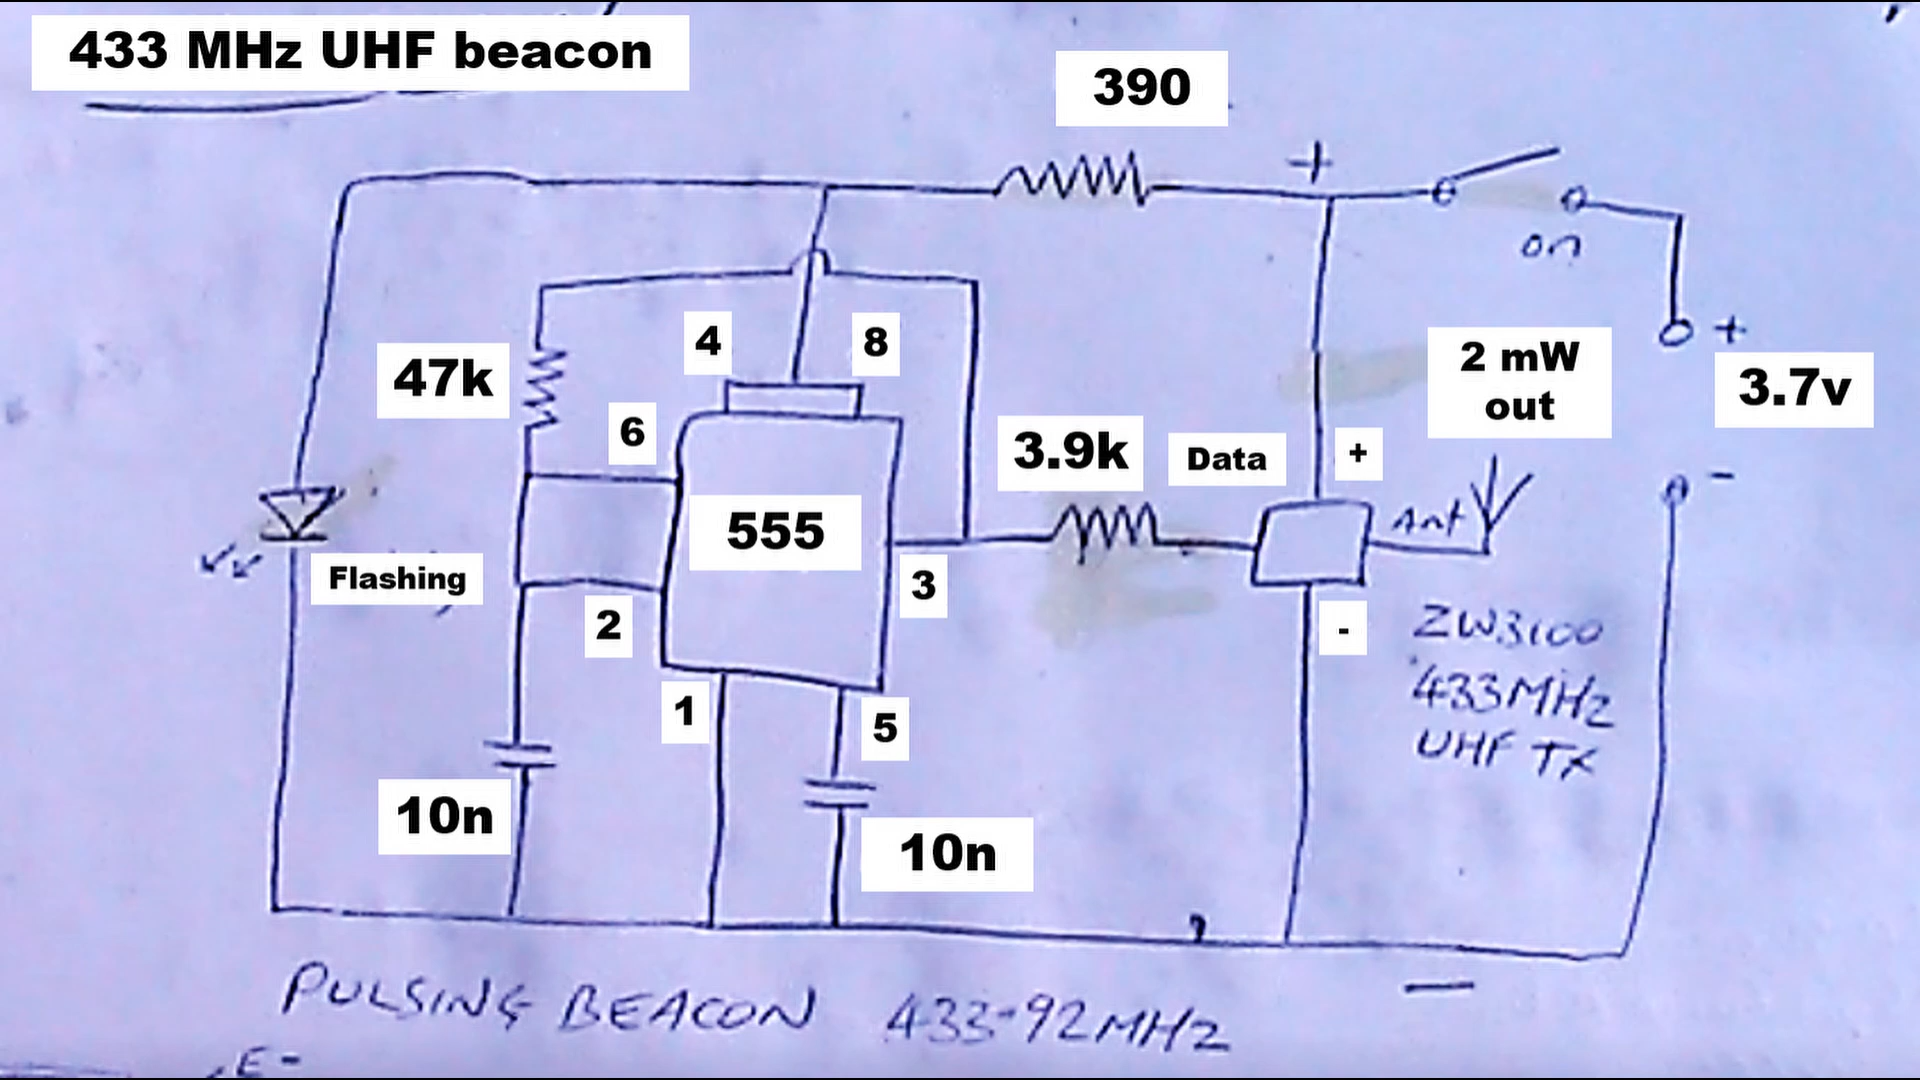 433 MHz UHF beacon
390
+
on
+
3.7v
-
4
8
47k
6
2 mW
out
3.9k
Data
+
Ant
555
Flashing
2
3
-
ZW3100
433MHz
UHF TX
1
5
10n
10n
—
PULSING BEACON 433.92MHz
E-